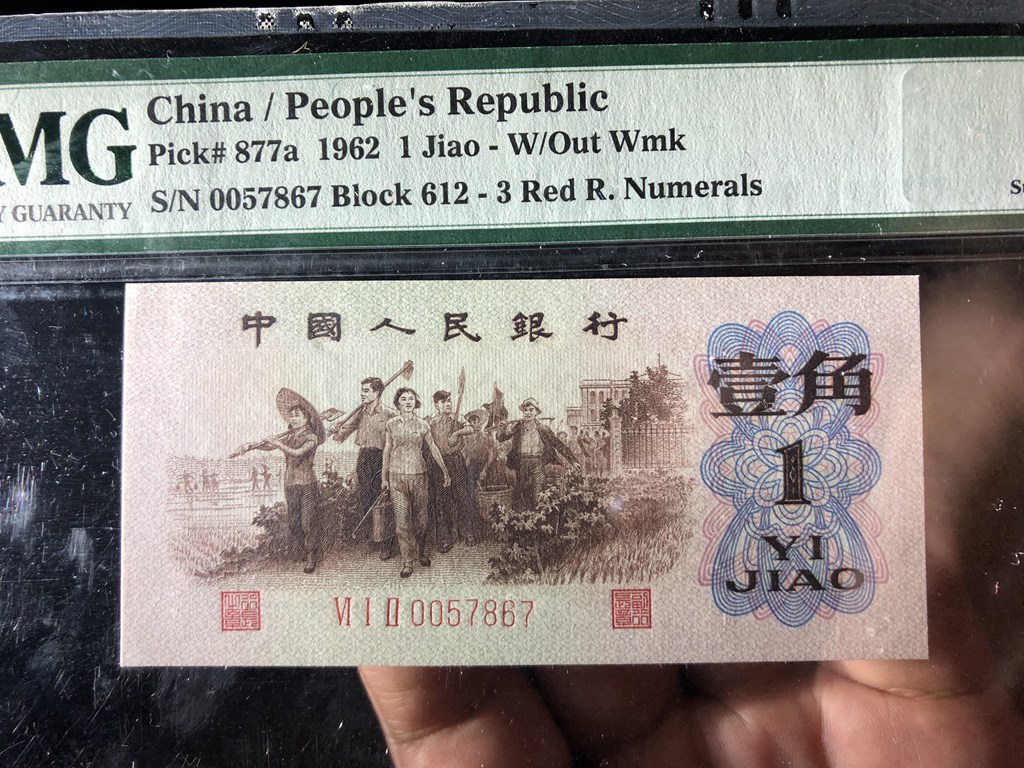 MG
Y GUARANTY
China / People's Republic
Pick# 877a 1962 1 Jiao - W/Out Wmk
S/N 0057867 Block 612 - 3 Red R. Numerals
中國人民銀行
壹角
1
YI
JIAO
VI I II 0057867